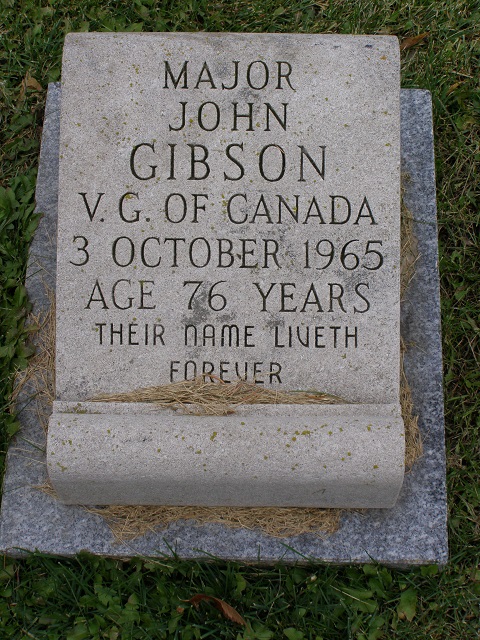 MAJOR
JOHN
GIBSON
V. G. OF CANADA
3 OCTOBER 1965
AGE 76 YEARS
THEIR NAME LIVETH
FOREVER